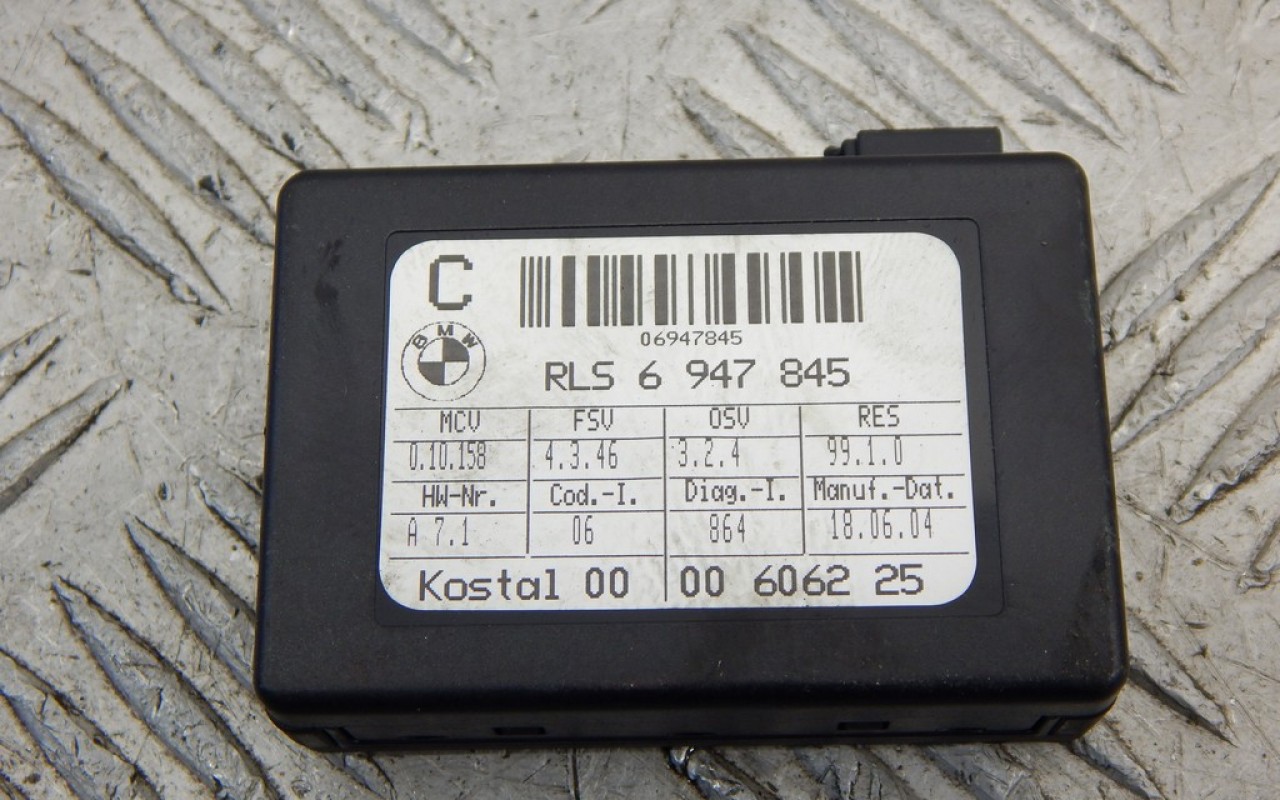 C
06947845
BMW
RLS 6 947 845
MCV FSV OSV RES
0.10.158 4.3.46 3.2.4 99.1.0
HW-Nr. Cod.-I. Diag.-I. Manuf.-Dat.
A 7.1 06 864 18.06.04
Kostal 00 00 6062 25